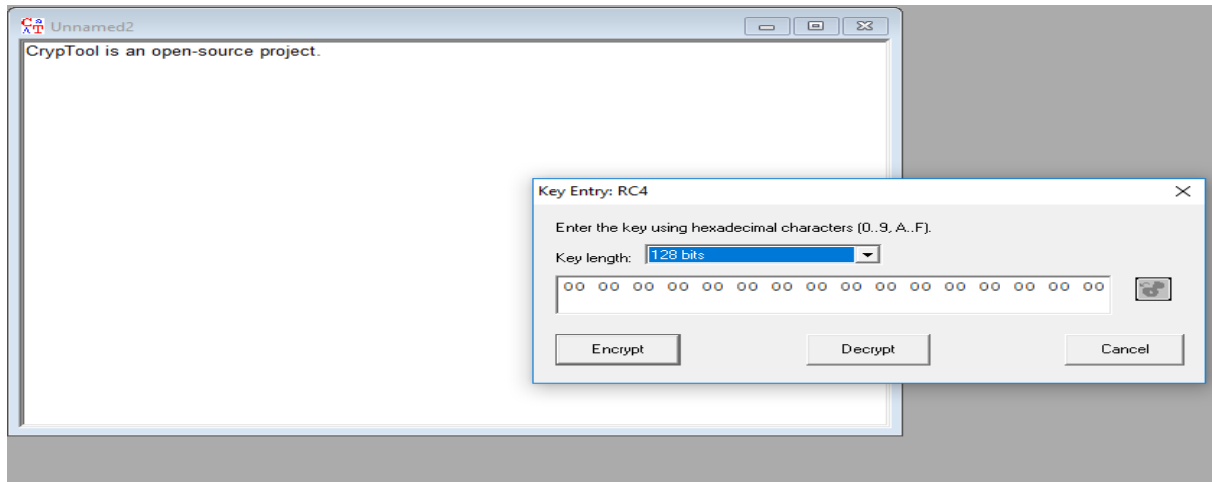 Unnamed2
CrypTool is an open-source project.
Key Entry: RC4
Enter the key using hexadecimal characters (0..9, A..F).
Key length: 128 bits
00 00 00 00 00 00 00 00 00 00 00 00 00 00 00 00
Encrypt Decrypt Cancel